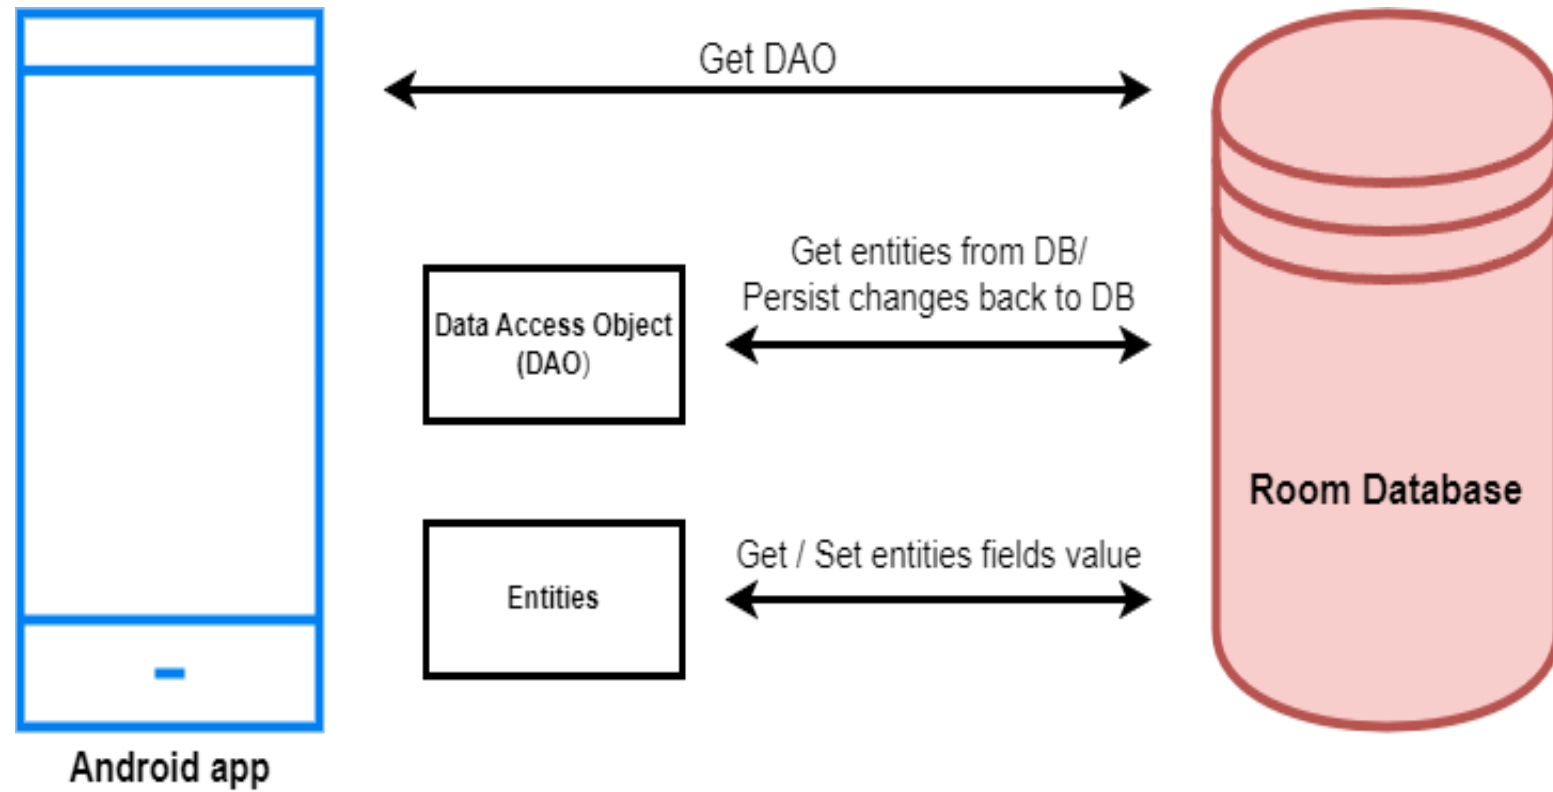 Get DAO
Get entities from DB/
Persist changes back to DB
Data Access Object
(DAO)
Room Database
Get / Set entities fields value
Entities
Android app